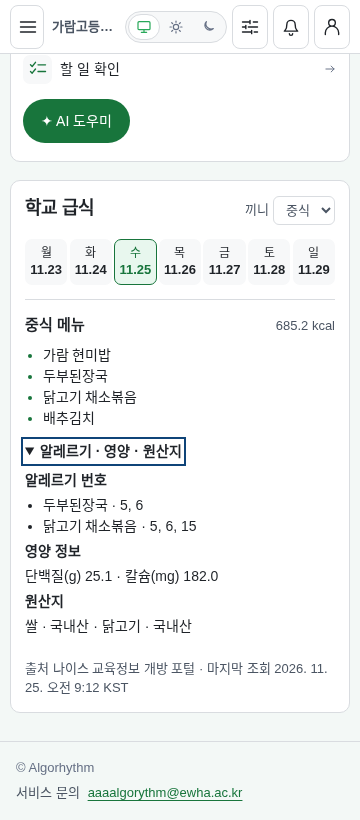 가람고등...
할 일 확인 →
✦ AI 도우미
학교 급식
끼니 중식
월 화 수 목 금 토 일
11.23 11.24 11.25 11.26 11.27 11.28 11.29
중식 메뉴 685.2 kcal
• 가람 현미밥
• 두부된장국
• 닭고기 채소볶음
• 배추김치
▼ 알레르기 · 영양 · 원산지
알레르기 번호
• 두부된장국 · 5, 6
• 닭고기 채소볶음 · 5, 6, 15
영양 정보
단백질(g) 25.1 · 칼슘(mg) 182.0
원산지
쌀 · 국내산 · 닭고기 · 국내산
출처 나이스 교육정보 개방 포털 · 마지막 조회 2026. 11.
25. 오전 9:12 KST
© Algorhythm
서비스 문의 aaaalgorythm@ewha.ac.kr